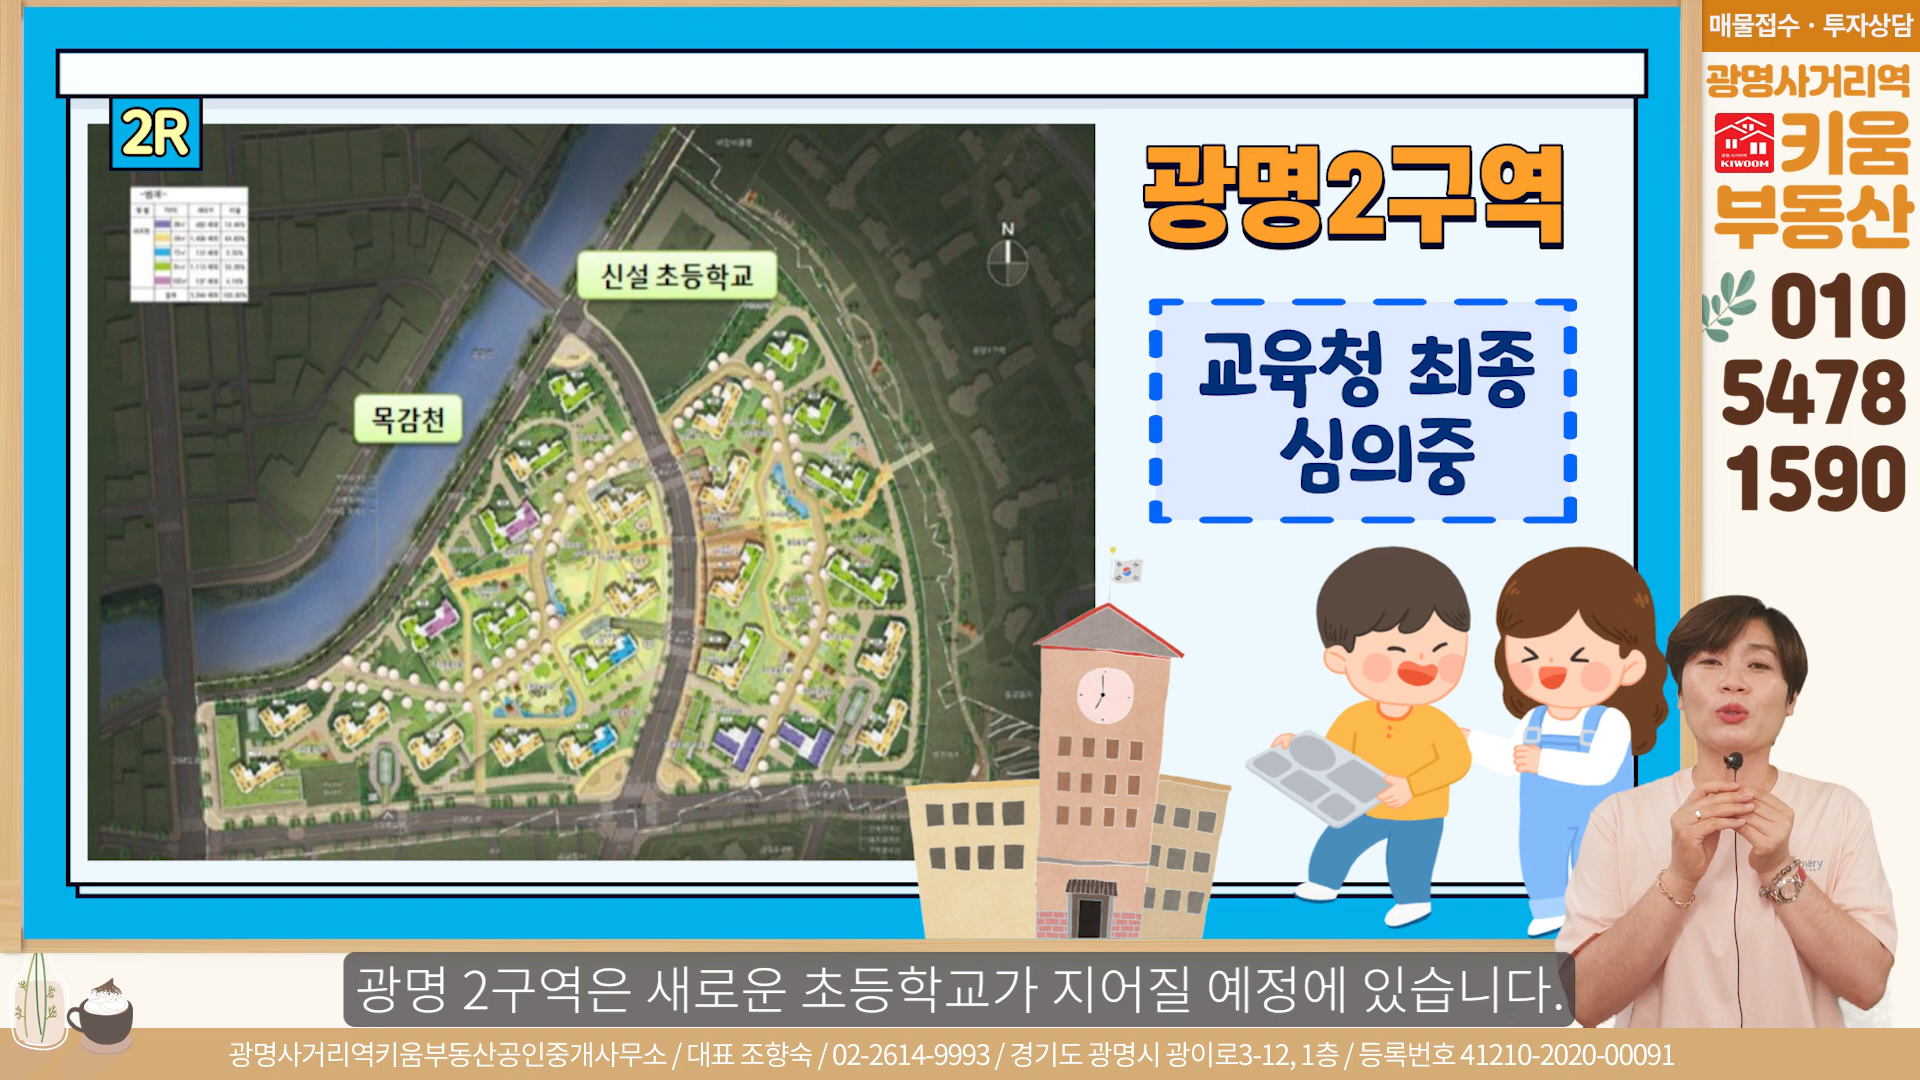 매물접수 · 투자상담
광명사거리역
KIWOOM
키움
부동산
010
5478
1590
2R
N
신설 초등학교
목감천
광명2구역
교육청 최종
심의중
광명 2구역은 새로운 초등학교가 지어질 예정에 있습니다.
광명사거리역키움부동산공인중개사무소 / 대표 조향숙 / 02-2614-9993 / 경기도 광명시 광이로3-12, 1층 / 등록번호 41210-2020-00091